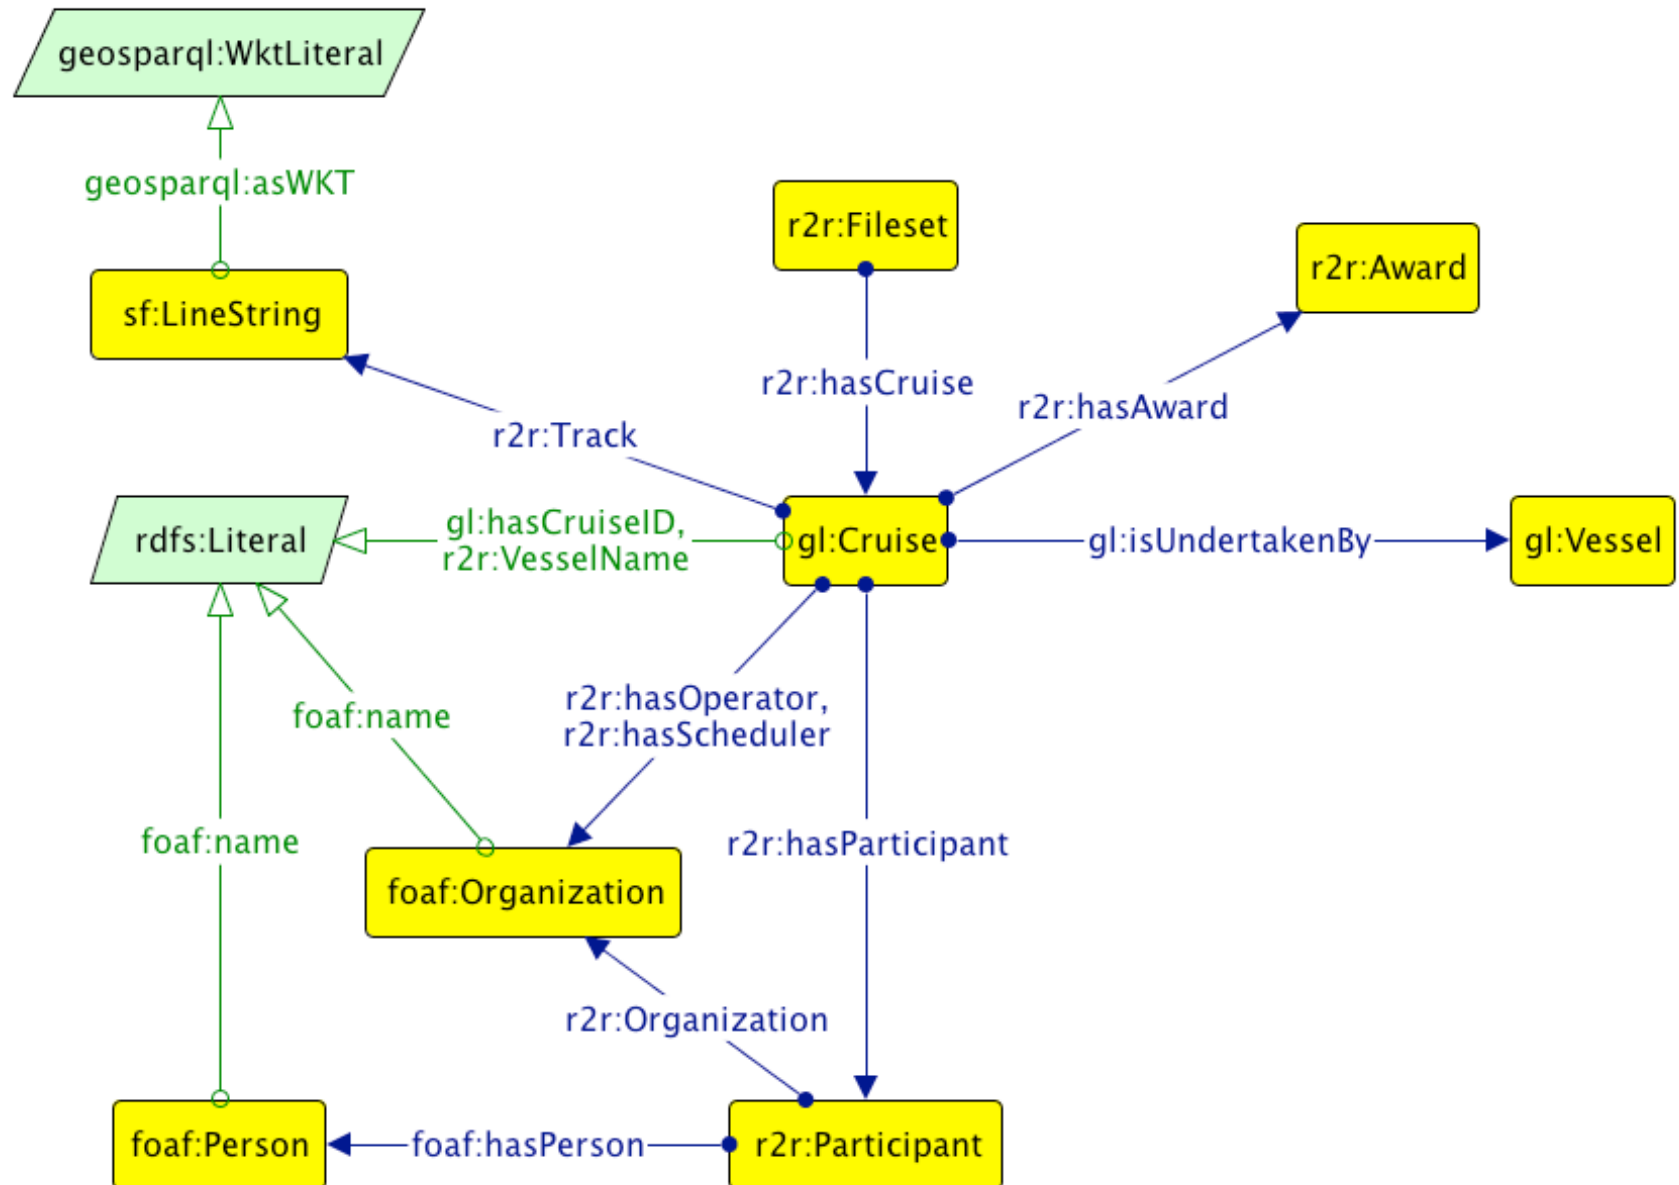 geosparql:WktLiteral
geosparql:asWKT
r2r:Fileset
r2r:Award
sf:LineString
r2r:hasCruise
r2r:hasAward
r2r:Track
rdfs:Literal
gl:hasCruiseID,
r2r:VesselName
gl:Cruise
gl:isUndertakenBy
gl:Vessel
r2r:hasOperator,
r2r:hasScheduler
foaf:name
foaf:name
r2r:hasParticipant
foaf:Organization
r2r:Organization
foaf:Person
foaf:hasPerson
r2r:Participant